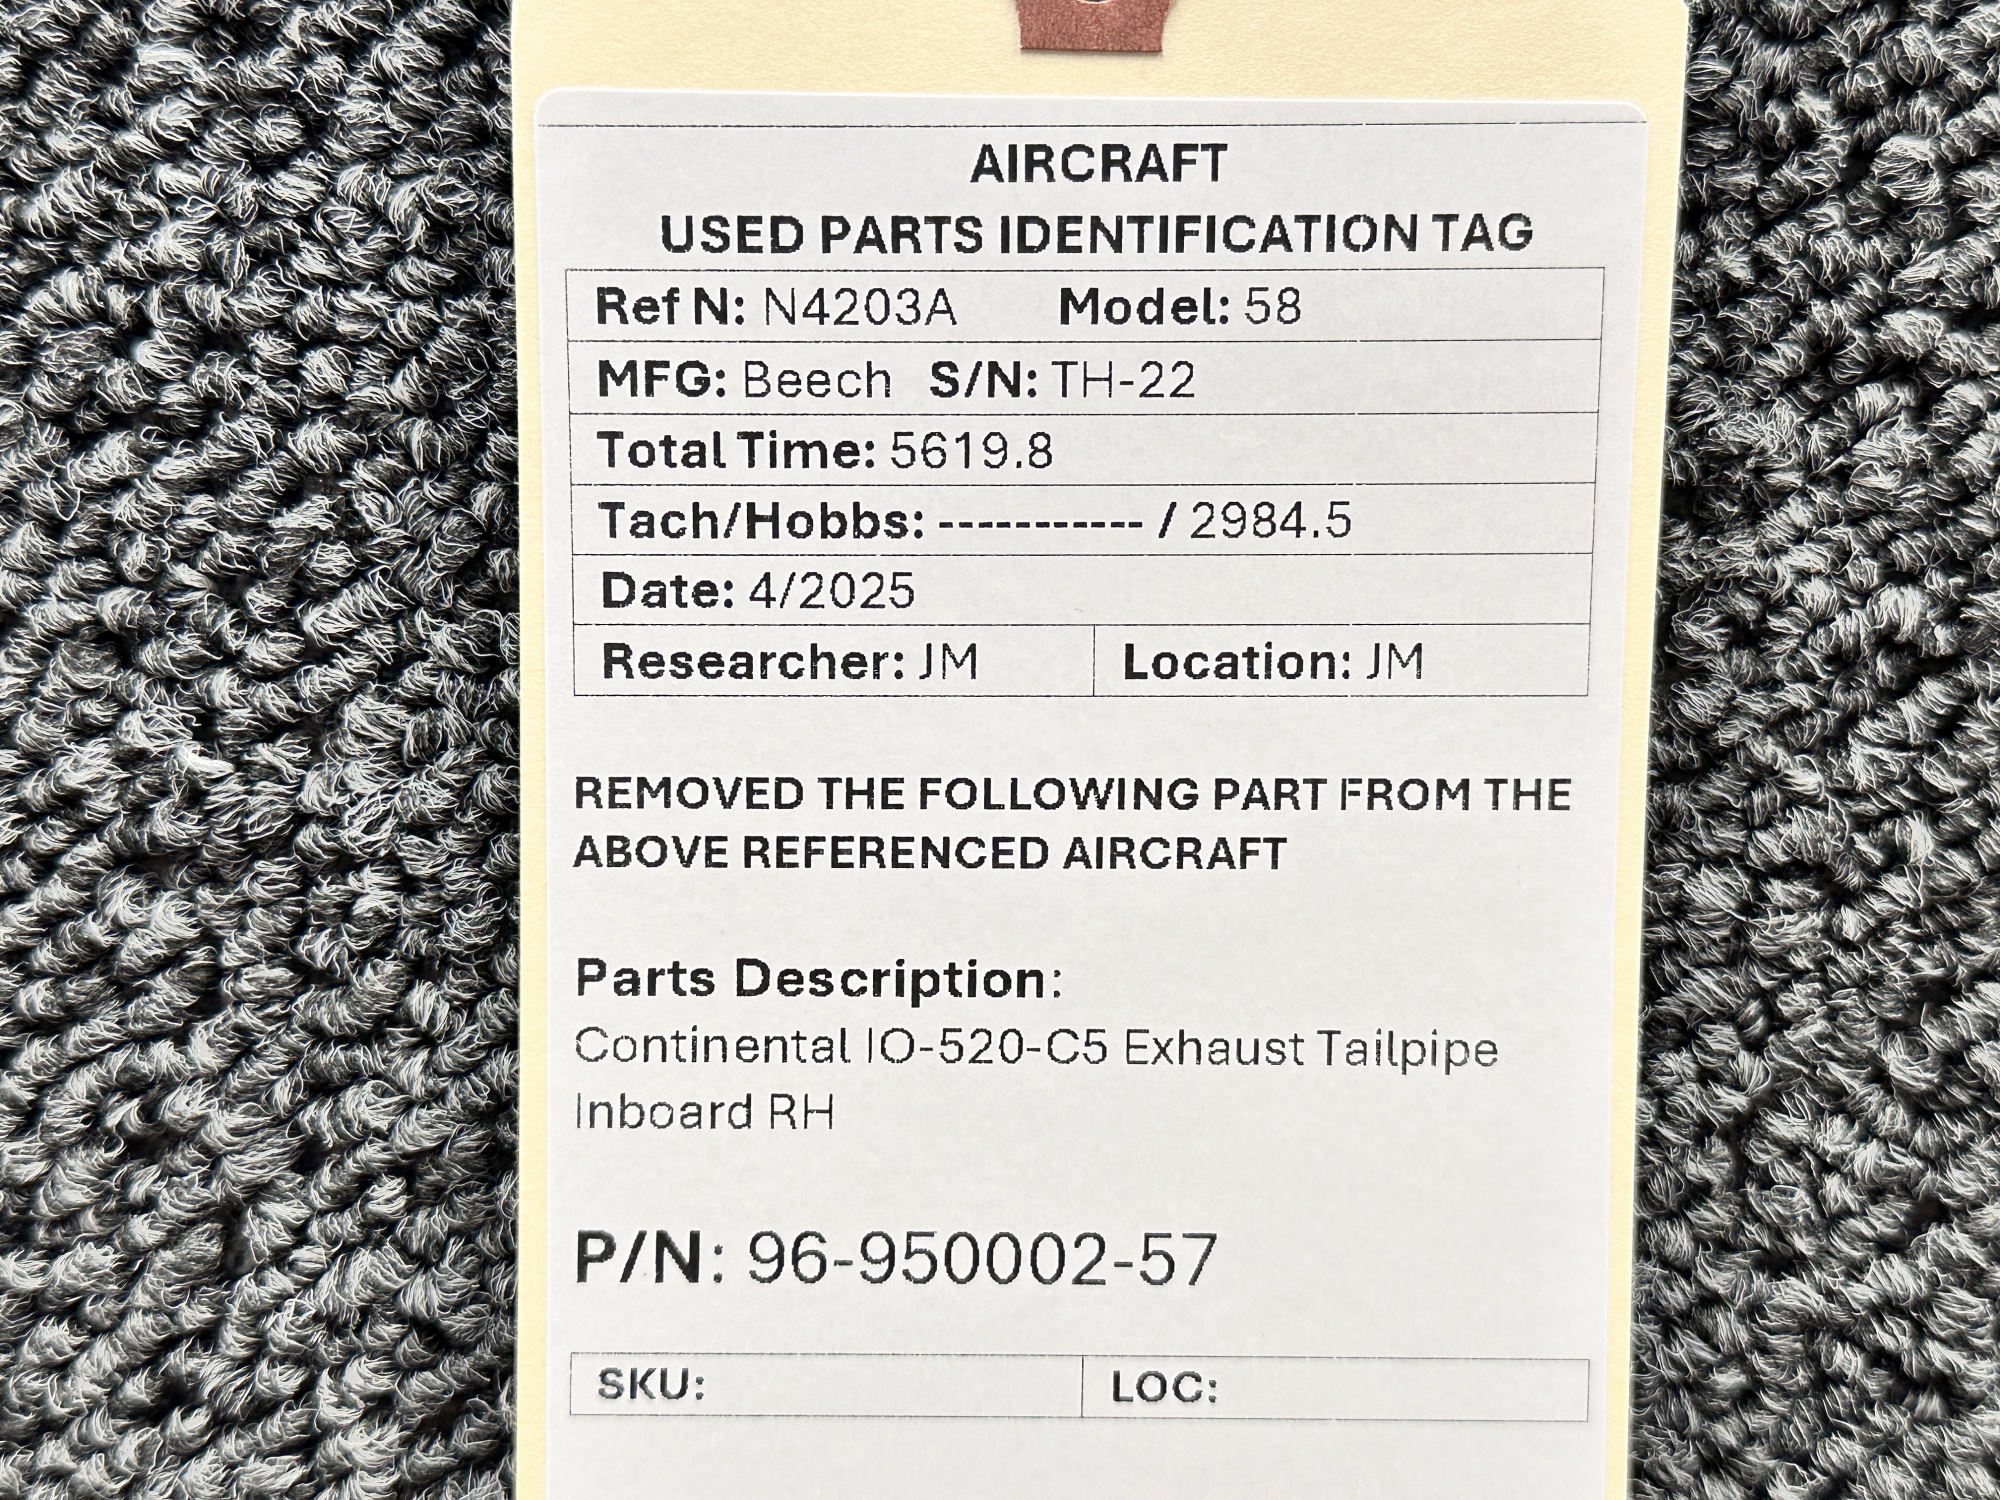 AIRCRAFT
USED PARTS IDENTIFICATION TAG
Ref N: N4203A Model: 58
MFG: Beech S/N: TH-22
Total Time: 5619.8
Tach/Hobbs: ----------- / 2984.5
Date: 4/2025
Researcher: JM Location: JM
REMOVED THE FOLLOWING PART FROM THE
ABOVE REFERENCED AIRCRAFT
Parts Description:
Continental IO-520-C5 Exhaust Tailpipe
Inboard RH
P/N: 96-950002-57
SKU: LOC: